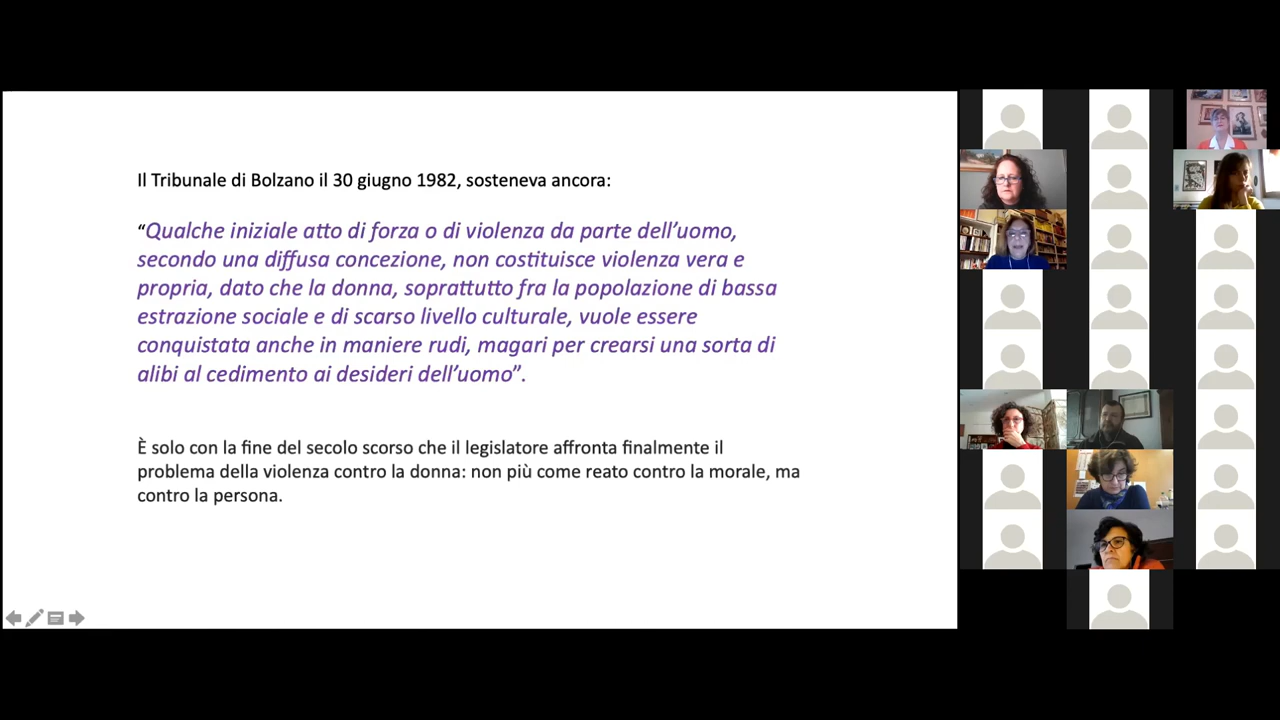 Il Tribunale di Bolzano il 30 giugno 1982, sosteneva ancora:
“Qualche iniziale atto di forza o di violenza da parte dell’uomo,
secondo una diffusa concezione, non costituisce violenza vera e
propria, dato che la donna, soprattutto fra la popolazione di bassa
estrazione sociale e di scarso livello culturale, vuole essere
conquistata anche in maniere rudi, magari per crearsi una sorta di
alibi al cedimento ai desideri dell’uomo”.
È solo con la fine del secolo scorso che il legislatore affronta finalmente il
problema della violenza contro la donna: non più come reato contro la morale, ma
contro la persona.